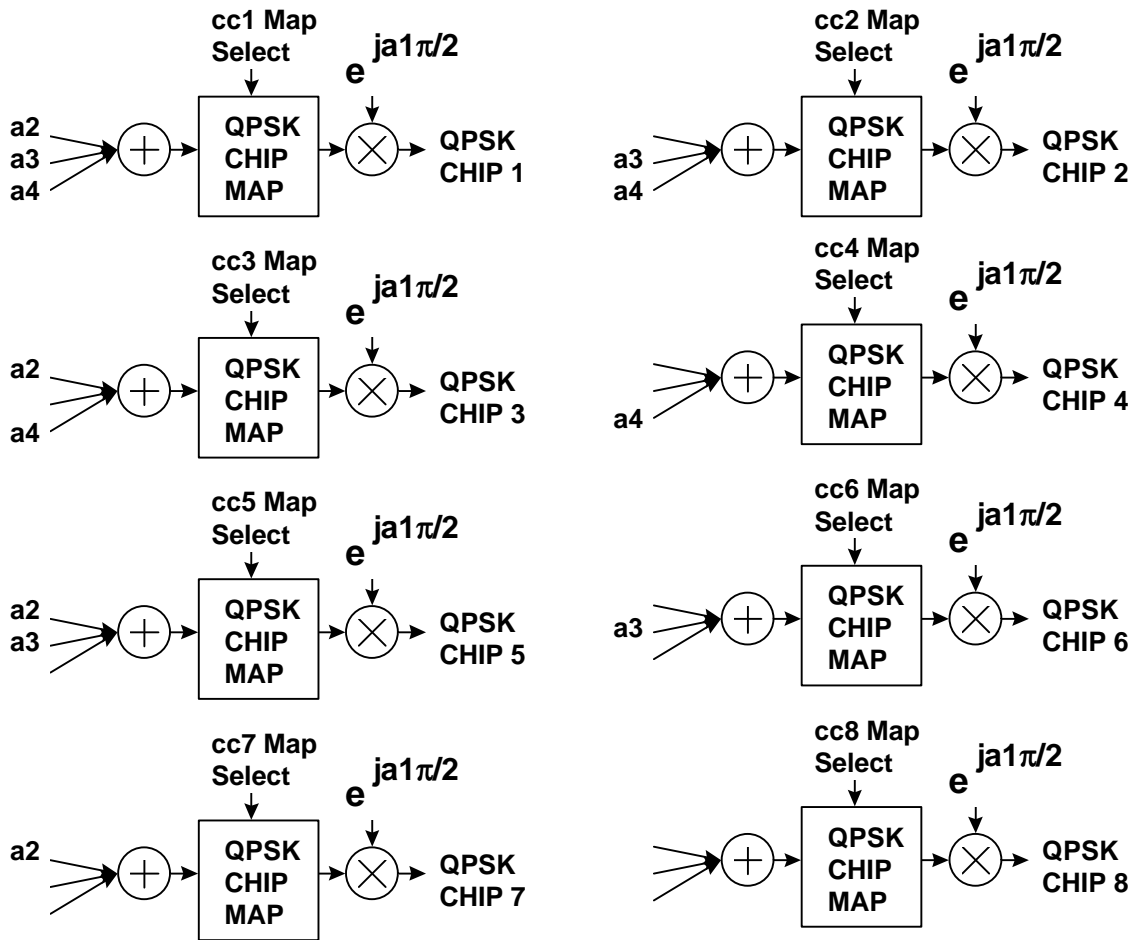 cc1 Map
Select
e ja1π/2
a2
a3
a4
+
QPSK
CHIP
MAP
×
QPSK
CHIP 1
cc2 Map
Select
e ja1π/2
a3
a4
+
QPSK
CHIP
MAP
×
QPSK
CHIP 2
cc3 Map
Select
e ja1π/2
a2
a4
+
QPSK
CHIP
MAP
×
QPSK
CHIP 3
cc4 Map
Select
e ja1π/2
a4
+
QPSK
CHIP
MAP
×
QPSK
CHIP 4
cc5 Map
Select
e ja1π/2
a2
a3
+
QPSK
CHIP
MAP
×
QPSK
CHIP 5
cc6 Map
Select
e ja1π/2
a3
+
QPSK
CHIP
MAP
×
QPSK
CHIP 6
cc7 Map
Select
e ja1π/2
a2
+
QPSK
CHIP
MAP
×
QPSK
CHIP 7
cc8 Map
Select
e ja1π/2
+
QPSK
CHIP
MAP
×
QPSK
CHIP 8